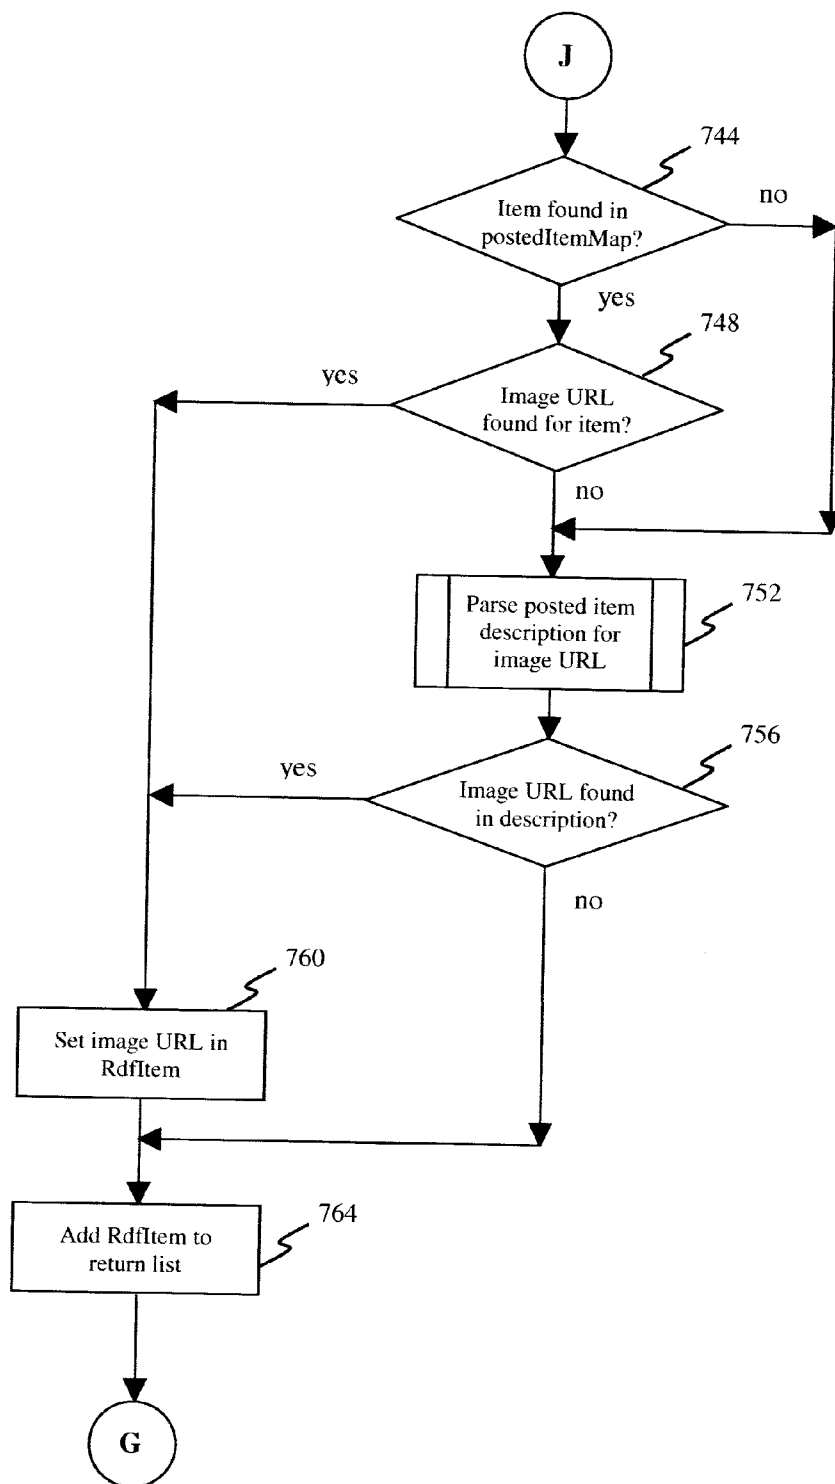 J
744
Item found in
postedItemMap?
no
yes
748
yes
Image URL
found for item?
no
752
Parse posted item
description for
image URL
756
yes
Image URL found
in description?
no
760
Set image URL in
RdfItem
764
Add RdfItem to
return list
G